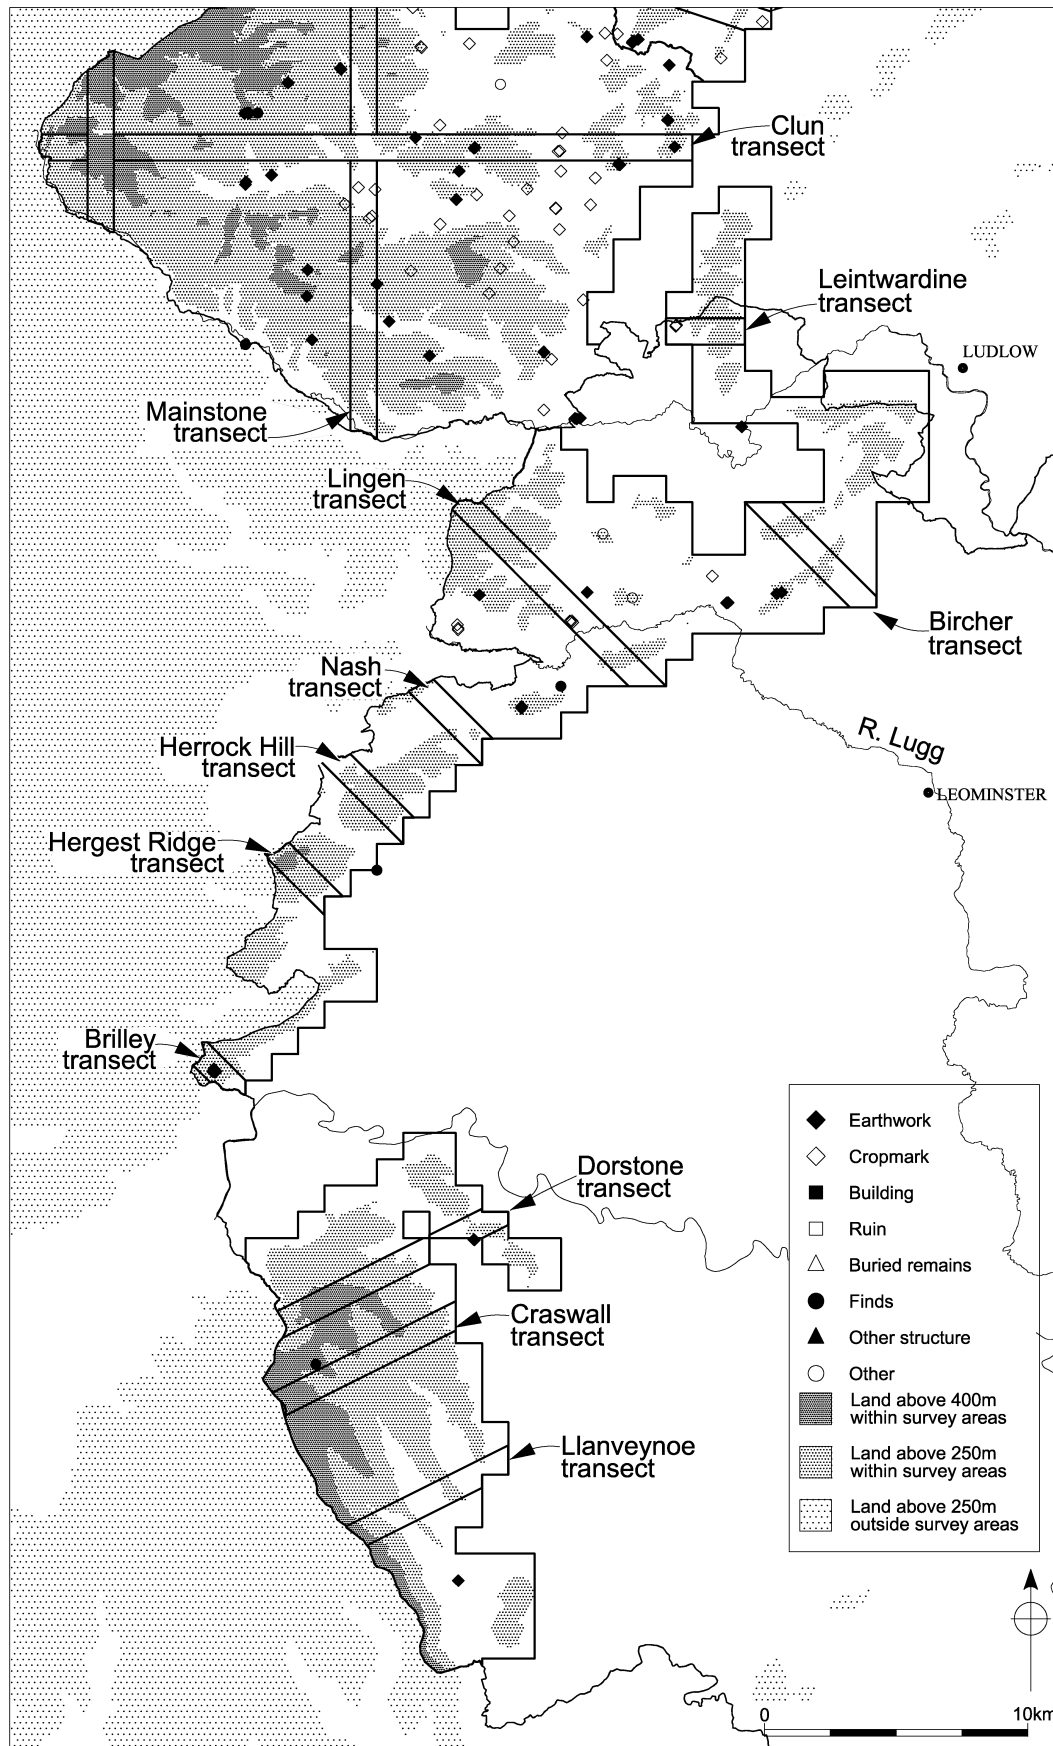 Clun
transect
Leintwardine
transect
LUDLOW
Mainstone
transect
Lingen
transect
Bircher
transect
Nash
transect
R. Lugg
Herrock Hill
transect
LEOMINSTER
Hergest Ridge
transect
Brilley
transect
Dorstone
transect
Craswall
transect
Llanveynoe
transect
Earthwork
Cropmark
Building
Ruin
Buried remains
Finds
Other structure
Other
Land above 400m
within survey areas
Land above 250m
within survey areas
Land above 250m
outside survey areas
0 10km